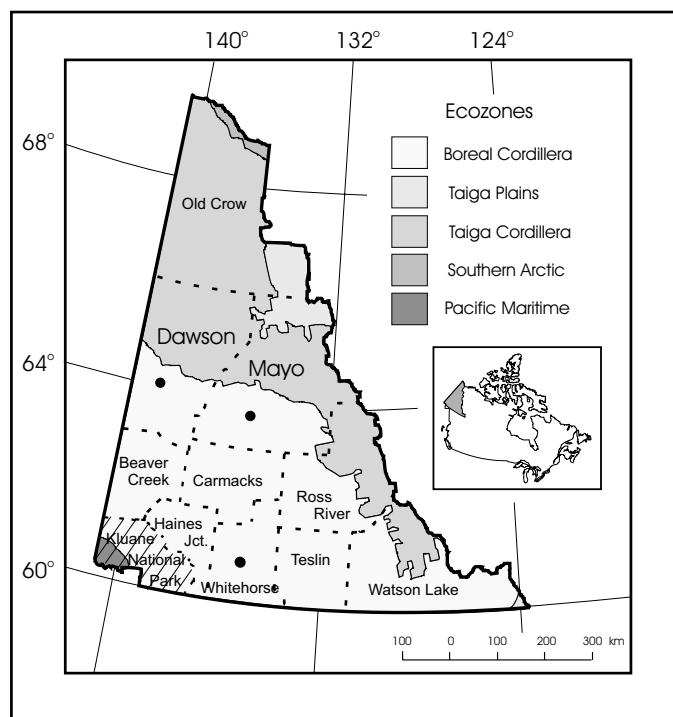 140° 132° 124°
68°
64°
60°
Ecozones
Boreal Cordillera
Taiga Plains
Taiga Cordillera
Southern Arctic
Pacific Maritime
Old Crow
Dawson
Mayo
Beaver
Creek
Carmacks
Ross
River
Haines
Jct.
Kluane
National
Park
Whitehorse
Teslin
Watson Lake
100 0 100 200 300 km